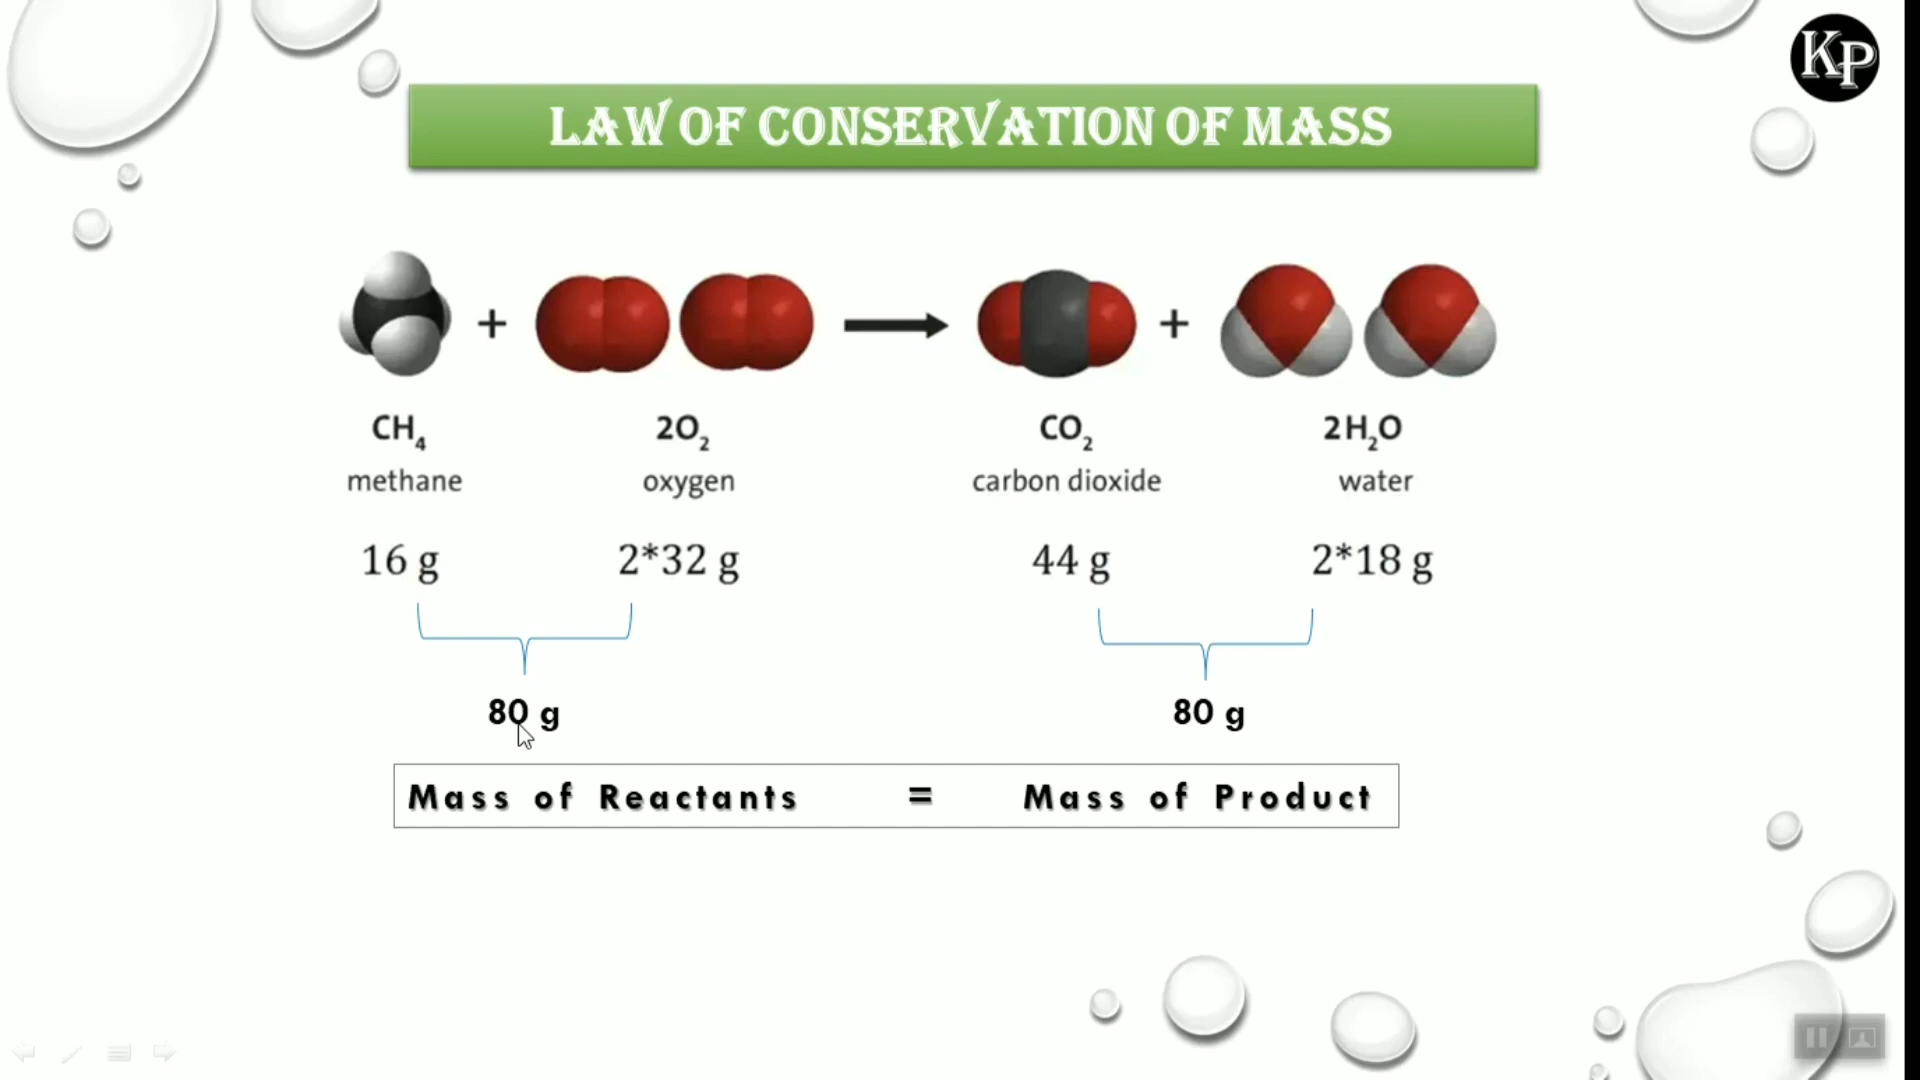 KP
LAW OF CONSERVATION OF MASS
+ +
CH₄ 2O₂ CO₂ 2H₂O
methane oxygen carbon dioxide water
16 g 2*32 g 44 g 2*18 g
80 g 80 g
Mass of Reactants = Mass of Product